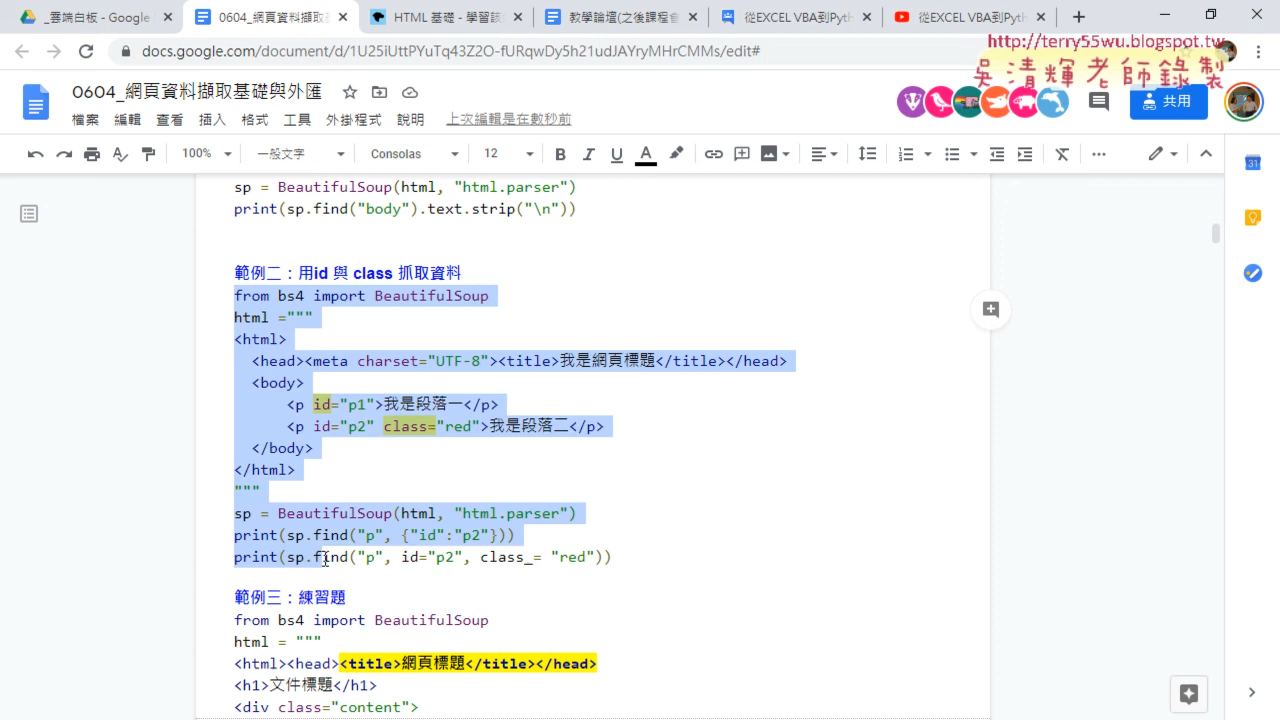 _雲端白板 - Google
0604_網頁資料擷取基
HTML 基礎 - 學習該
教學論壇(之後課程會
從EXCEL VBA到Pyth
從EXCEL VBA到Pyth
docs.google.com/document/d/1U25iUttPYuTq43Z2O-fURqwDy5h21udJAYryMHrCMMs/edit#
http://terry55wu.blogspot.tw
吳清輝老師錄製
0604_網頁資料擷取基礎與外匯
檔案 編輯 查看 插入 格式 工具 外掛程式 說明 上次編輯是在數秒前
共用
100% 一般文字 Consolas 12 B I U A
31
sp = BeautifulSoup(html, "html.parser")
print(sp.find("body").text.strip("\n"))
範例二：用id 與 class 抓取資料
from bs4 import BeautifulSoup
html ="""
<html>
<head><meta charset="UTF-8"><title>我是網頁標題</title></head>
<body>
<p id="p1">我是段落一</p>
<p id="p2" class="red">我是段落二</p>
</body>
</html>
"""
sp = BeautifulSoup(html, "html.parser")
print(sp.find("p", {"id":"p2"}))
print(sp.find("p", id="p2", class_= "red"))
範例三：練習題
from bs4 import BeautifulSoup
html = """
<html><head><title>網頁標題</title></head>
<h1>文件標題</h1>
<div class="content">